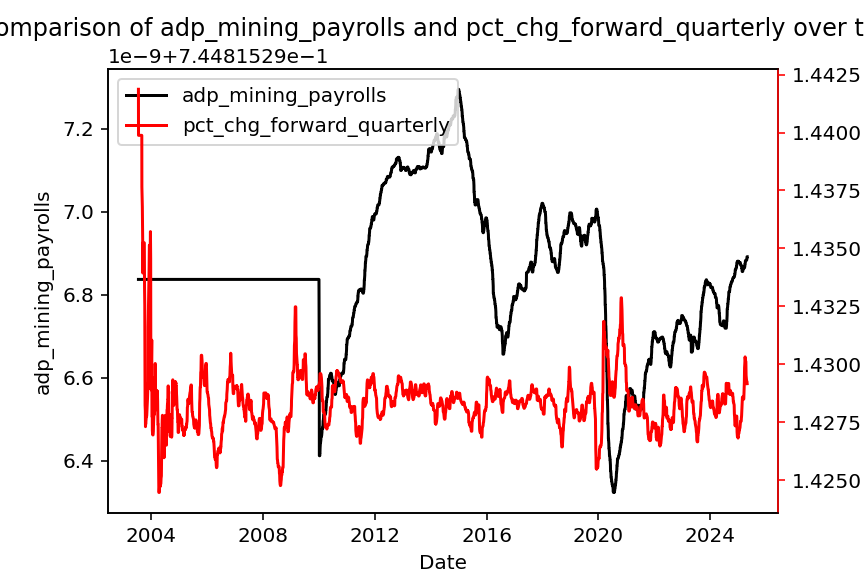 omparison of adp_mining_payrolls and pct_chg_forward_quarterly over t
1e−9+7.4481529e−1
adp_mining_payrolls
pct_chg_forward_quarterly
7.2
7.0
6.8
6.6
6.4
adp_mining_payrolls
1.4425
1.4400
1.4375
1.4350
1.4325
1.4300
1.4275
1.4250
2004 2008 2012 2016 2020 2024
Date